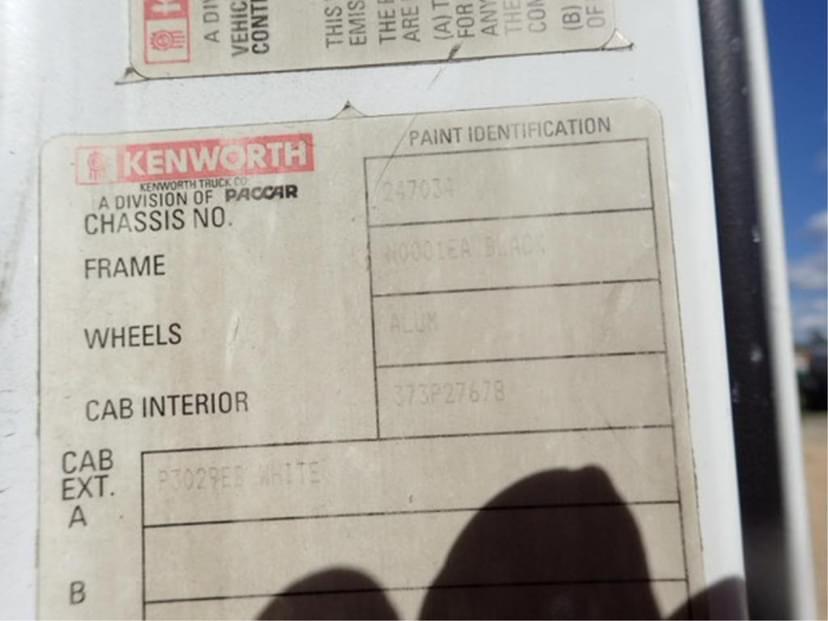 A DIV
VEHIC
CONT
THIS
EMIS
THE
ARE
(A) T
FOR
ANY
THE
CON
(B)
OF
KENWORTH
KENWORTH TRUCK CO.
A DIVISION OF PACCAR
PAINT IDENTIFICATION
CHASSIS NO. 247034
FRAME N0001EA BLACK
WHEELS ALUM
CAB INTERIOR 373P27678
CAB
EXT.
A P3029EB WHITE
B